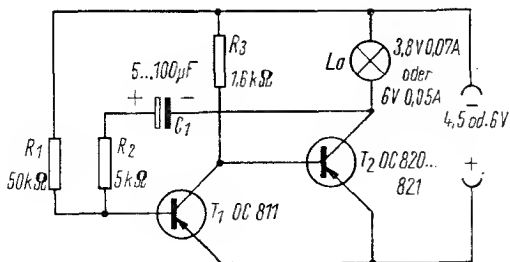 R3
1,6kΩ
La
3,8V 0,07A
oder
6V 0,05A
5...100µF
+ −
C1
−
4,5 od. 6V
+
R1
50kΩ
R2
5kΩ
T1 OC 811
T2 OC 820...
821